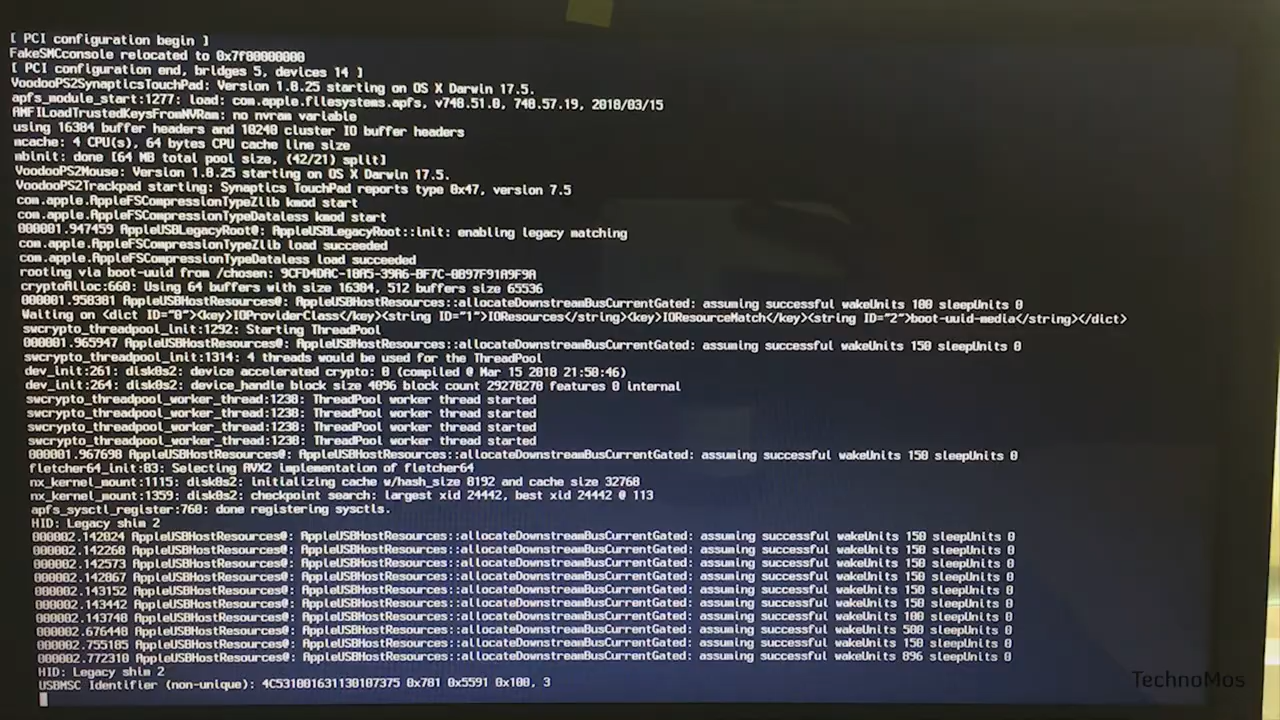 [ PCI configuration begin ]
FakeSMCconsole relocated to 0x7f80000000
[ PCI configuration end, bridges 5, devices 14 ]
VoodooPS2SynapticsTouchPad: Version 1.8.25 starting on OS X Darwin 17.5.
apfs_module_start:1277: load: com.apple.filesystems.apfs, v748.51.0, 748.57.19, 2018/03/15
AMFILoadTrustedKeysFromNVRam: no nvram variable
using 16384 buffer headers and 10240 cluster IO buffer headers
mcache: 4 CPU(s), 64 bytes CPU cache line size
mbinit: done [64 MB total pool size, (42/21) split]
VoodooPS2Mouse: Version 1.8.25 starting on OS X Darwin 17.5.
VoodooPS2Trackpad starting: Synaptics TouchPad reports type 0x47, version 7.5
com.apple.AppleFSCompressionTypeZlib kmod start
com.apple.AppleFSCompressionTypeDataless kmod start
000001.947459 AppleUSBLegacyRoot@: AppleUSBLegacyRoot::init: enabling legacy matching
com.apple.AppleFSCompressionTypeZlib load succeeded
com.apple.AppleFSCompressionTypeDataless load succeeded
rooting via boot-uuid from /chosen: 9CFD4DAC-18A5-39A6-BF7C-0B97F91A9F9A
cryptoAlloc:660: Using 64 buffers with size 16384, 512 buffers size 65536
000001.958381 AppleUSBHostResources@: AppleUSBHostResources::allocateDownstreamBusCurrentGated: assuming successful wakeUnits 100 sleepUnits 0
Waiting on <dict ID="0"><key>IOProviderClass</key><string ID="1">IOResources</string><key>IOResourceMatch</key><string ID="2">boot-uuid-media</string></dict>
swcrypto_threadpool_init:1292: Starting ThreadPool
000001.965947 AppleUSBHostResources@: AppleUSBHostResources::allocateDownstreamBusCurrentGated: assuming successful wakeUnits 150 sleepUnits 0
swcrypto_threadpool_init:1314: 4 threads would be used for the ThreadPool
dev_init:261: disk0s2: device accelerated crypto: 0 (compiled @ Mar 15 2018 21:50:46)
dev_init:264: disk0s2: device_handle block size 4096 block count 29270278 features 0 internal
swcrypto_threadpool_worker_thread:1230: ThreadPool worker thread started
swcrypto_threadpool_worker_thread:1230: ThreadPool worker thread started
swcrypto_threadpool_worker_thread:1230: ThreadPool worker thread started
swcrypto_threadpool_worker_thread:1230: ThreadPool worker thread started
000001.967698 AppleUSBHostResources@: AppleUSBHostResources::allocateDownstreamBusCurrentGated: assuming successful wakeUnits 150 sleepUnits 0
fletcher64_init:83: Selecting AVX2 implementation of fletcher64
nx_kernel_mount:1115: disk0s2: initializing cache w/hash_size 8192 and cache size 32768
nx_kernel_mount:1359: disk0s2: checkpoint search: largest xid 24442, best xid 24442 @ 113
apfs_sysctl_register:760: done registering sysctls.
HID: Legacy shim 2
000002.142024 AppleUSBHostResources@: AppleUSBHostResources::allocateDownstreamBusCurrentGated: assuming successful wakeUnits 150 sleepUnits 0
000002.142268 AppleUSBHostResources@: AppleUSBHostResources::allocateDownstreamBusCurrentGated: assuming successful wakeUnits 150 sleepUnits 0
000002.142573 AppleUSBHostResources@: AppleUSBHostResources::allocateDownstreamBusCurrentGated: assuming successful wakeUnits 150 sleepUnits 0
000002.142867 AppleUSBHostResources@: AppleUSBHostResources::allocateDownstreamBusCurrentGated: assuming successful wakeUnits 150 sleepUnits 0
000002.143152 AppleUSBHostResources@: AppleUSBHostResources::allocateDownstreamBusCurrentGated: assuming successful wakeUnits 150 sleepUnits 0
000002.143442 AppleUSBHostResources@: AppleUSBHostResources::allocateDownstreamBusCurrentGated: assuming successful wakeUnits 150 sleepUnits 0
000002.143740 AppleUSBHostResources@: AppleUSBHostResources::allocateDownstreamBusCurrentGated: assuming successful wakeUnits 100 sleepUnits 0
000002.676440 AppleUSBHostResources@: AppleUSBHostResources::allocateDownstreamBusCurrentGated: assuming successful wakeUnits 500 sleepUnits 0
000002.755185 AppleUSBHostResources@: AppleUSBHostResources::allocateDownstreamBusCurrentGated: assuming successful wakeUnits 150 sleepUnits 0
000002.772310 AppleUSBHostResources@: AppleUSBHostResources::allocateDownstreamBusCurrentGated: assuming successful wakeUnits 896 sleepUnits 0
HID: Legacy shim 2
USBMSC Identifier (non-unique): 4C531001631130107375 0x781 0x5591 0x100, 3
TechnoMos